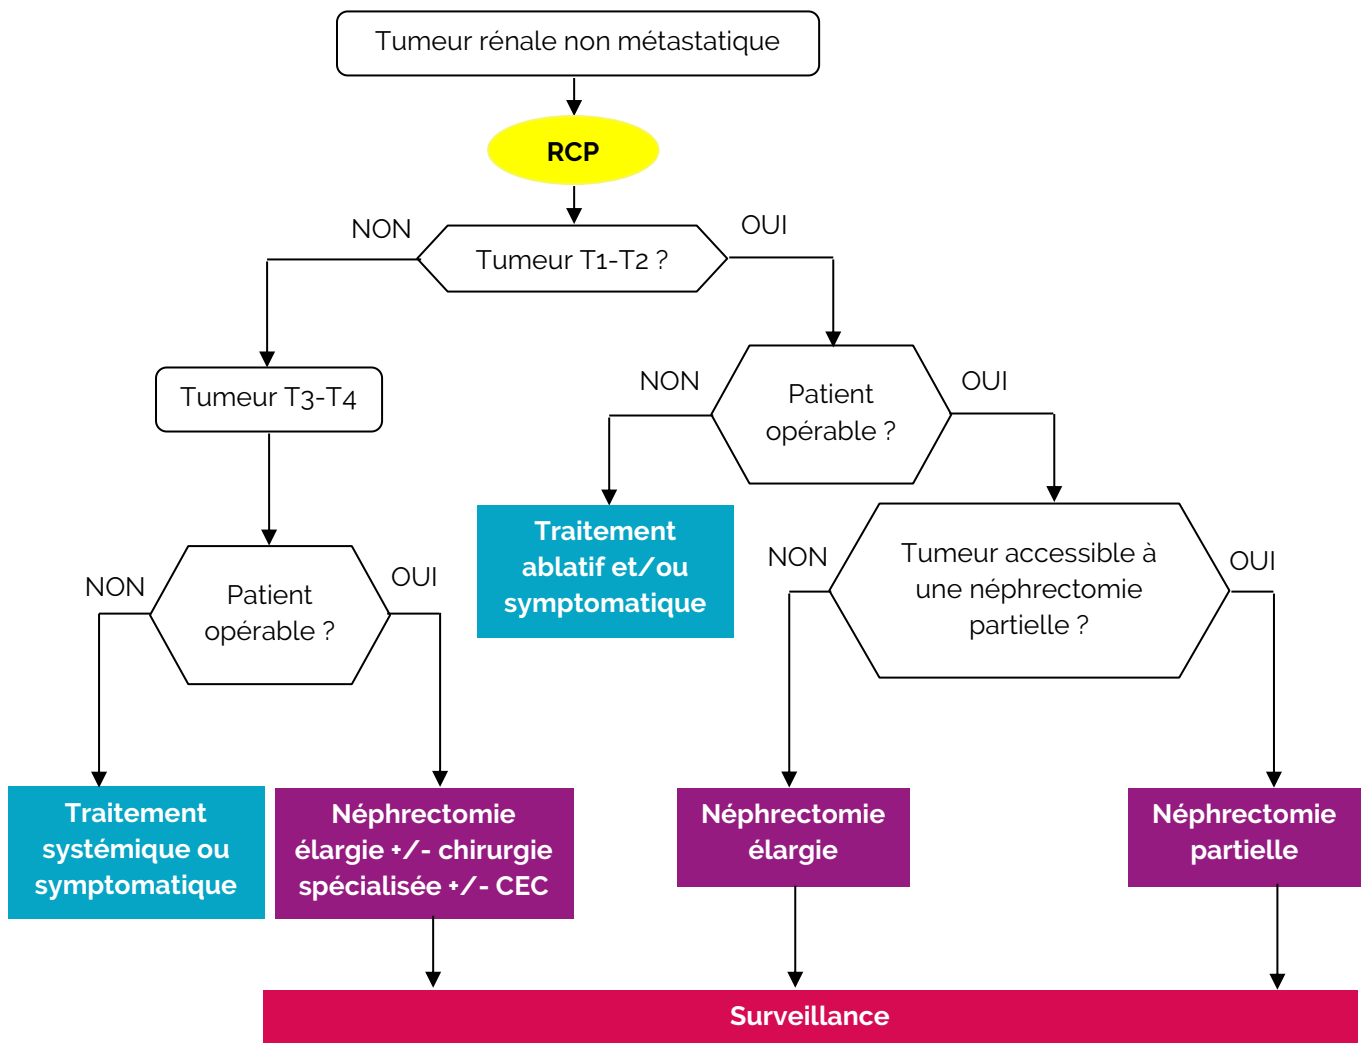 Tumeur rénale non métastatique
RCP
NON
OUI
Tumeur T1-T2 ?
Tumeur T3-T4
NON
Patient
opérable ?
OUI
Traitement
ablatif et/ou
symptomatique
NON
Tumeur accessible à
une néphrectomie
partielle ?
OUI
NON
Patient
opérable ?
OUI
Traitement
systémique ou
symptomatique
Néphrectomie
élargie +/- chirurgie
spécialisée +/- CEC
Néphrectomie
élargie
Néphrectomie
partielle
Surveillance